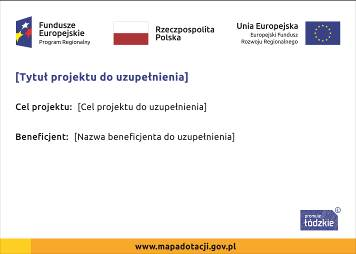 Fundusze
Europejskie
Program Regionalny
Rzeczpospolita
Polska
Unia Europejska
Europejski Fundusz
Rozwoju Regionalnego
[Tytuł projektu do uzupełnienia]
Cel projektu: [Cel projektu do uzupełnienia]
Beneficjent: [Nazwa beneficjenta do uzupełnienia]
promuje
łódzkie
®
www.mapadotacji.gov.pl